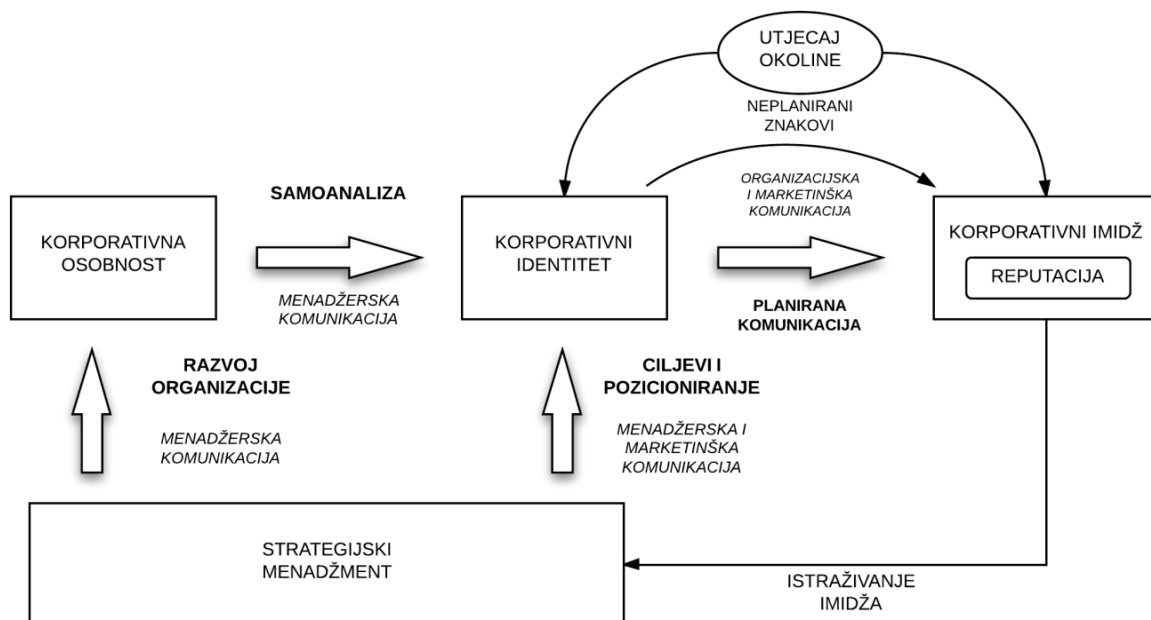 UTJECAJ
OKOLINE
NEPLANIRANI
ZNAKOVI
SAMOANALIZA
ORGANIZACIJSKA
I MARKETINŠKA
KOMUNIKACIJA
KORPORATIVNA
OSOBNOST
KORPORATIVNI
IDENTITET
KORPORATIVNI IMIDŽ
REPUTACIJA
MENADŽERSKA
KOMUNIKACIJA
PLANIRANA
KOMUNIKACIJA
RAZVOJ
ORGANIZACIJE
CILJEVI I
POZICIONIRANJE
MENADŽERSKA
KOMUNIKACIJA
MENADŽERSKA I
MARKETINŠKA
KOMUNIKACIJA
STRATEGIJSKI
MENADŽMENT
ISTRAŽIVANJE
IMIDŽA